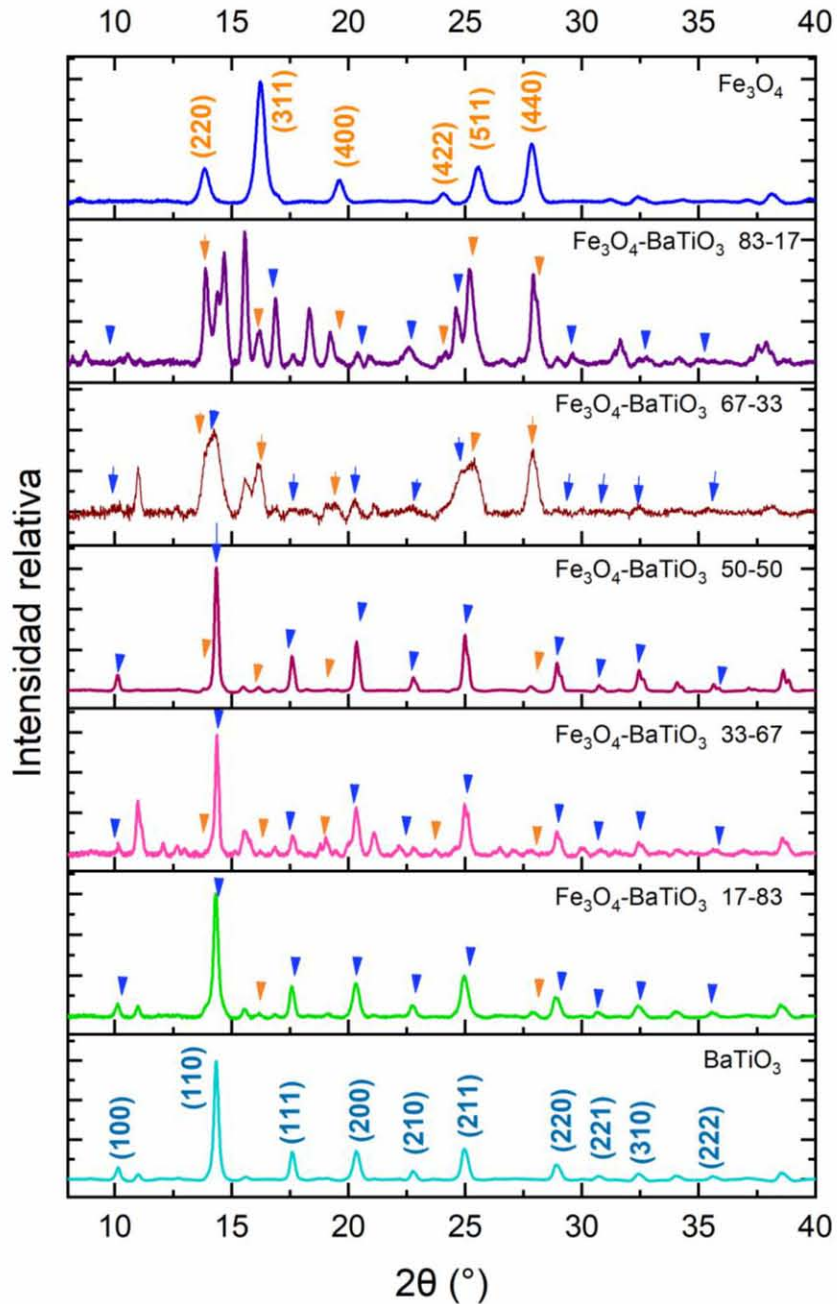 10 15 20 25 30 35 40
Fe₃O₄
(220)
(311)
(400)
(422)
(511)
(440)
Fe₃O₄-BaTiO₃ 83-17
Fe₃O₄-BaTiO₃ 67-33
Fe₃O₄-BaTiO₃ 50-50
Fe₃O₄-BaTiO₃ 33-67
Fe₃O₄-BaTiO₃ 17-83
BaTiO₃
(100)
(110)
(111)
(200)
(210)
(211)
(220)
(221)
(310)
(222)
10 15 20 25 30 35 40
2θ (°)
Intensidad relativa